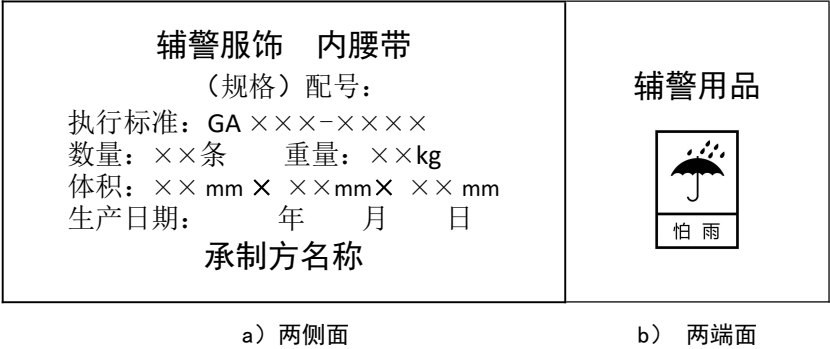 辅警服饰　内腰带
（规格）配号：
执行标准：GA ×××-××××
数量：××条　　重量：××kg
体积：×× mm × ××mm× ×× mm
生产日期：　　　年　　月　　日
承制方名称
辅警用品
怕 雨
a）两侧面
b） 两端面